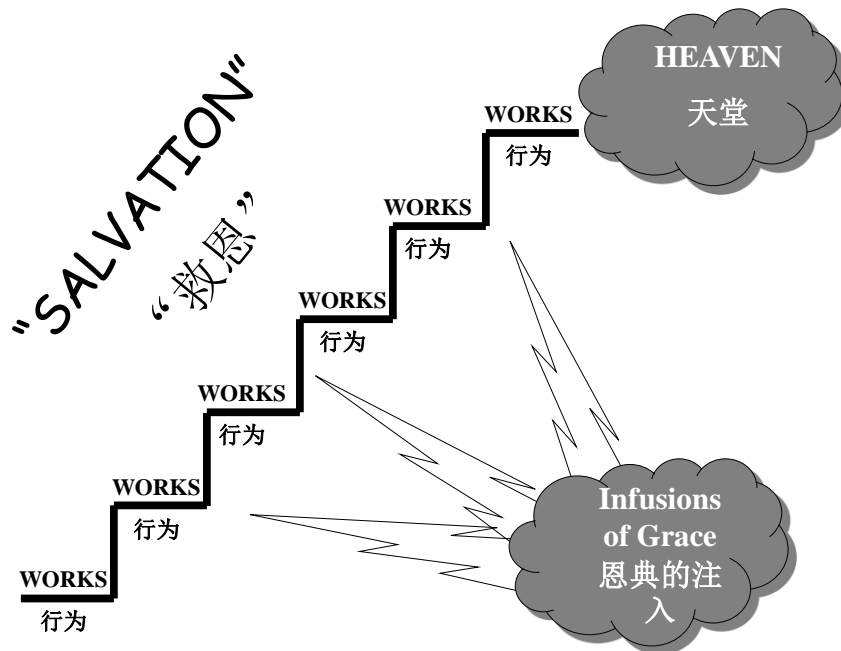 HEAVEN
天堂
"SALVATION"
“救恩”
WORKS
行为
WORKS
行为
WORKS
行为
WORKS
行为
WORKS
行为
WORKS
行为
Infusions
of Grace
恩典的注
入